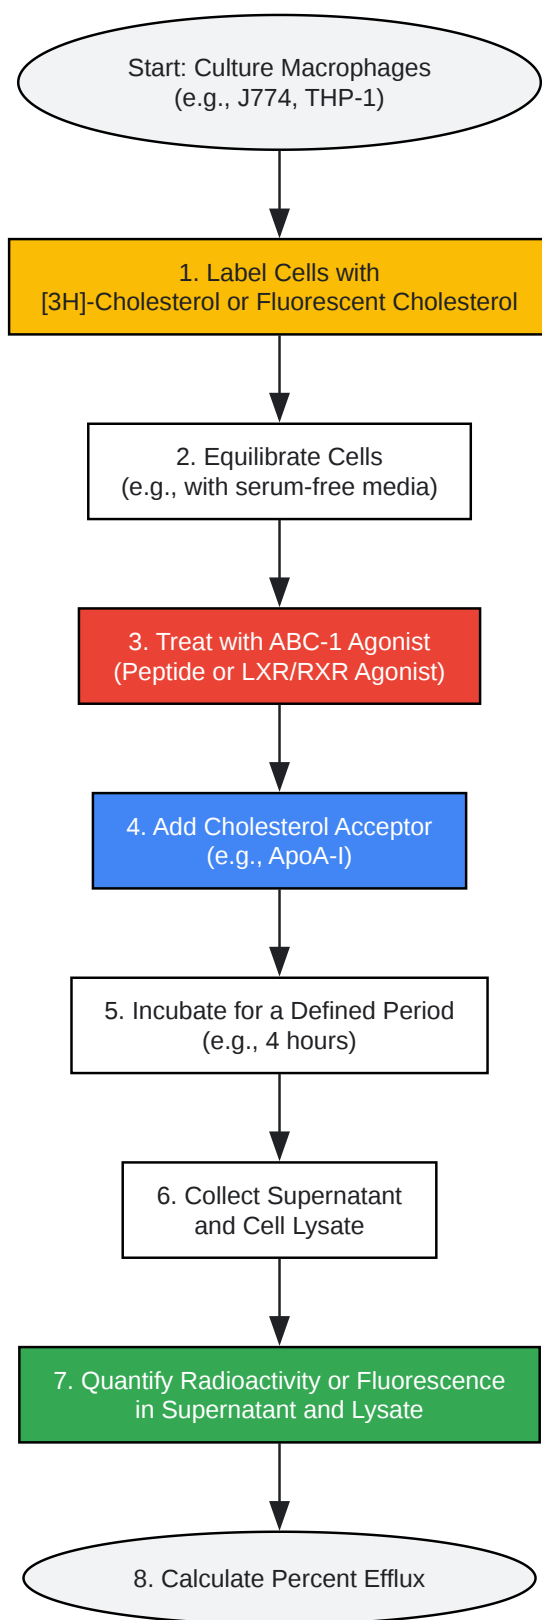 Start: Culture Macrophages
(e.g., J774, THP-1)
1. Label Cells with
[3H]-Cholesterol or Fluorescent Cholesterol
2. Equilibrate Cells
(e.g., with serum-free media)
3. Treat with ABC-1 Agonist
(Peptide or LXR/RXR Agonist)
4. Add Cholesterol Acceptor
(e.g., ApoA-I)
5. Incubate for a Defined Period
(e.g., 4 hours)
6. Collect Supernatant
and Cell Lysate
7. Quantify Radioactivity or Fluorescence
in Supernatant and Lysate
8. Calculate Percent Efflux